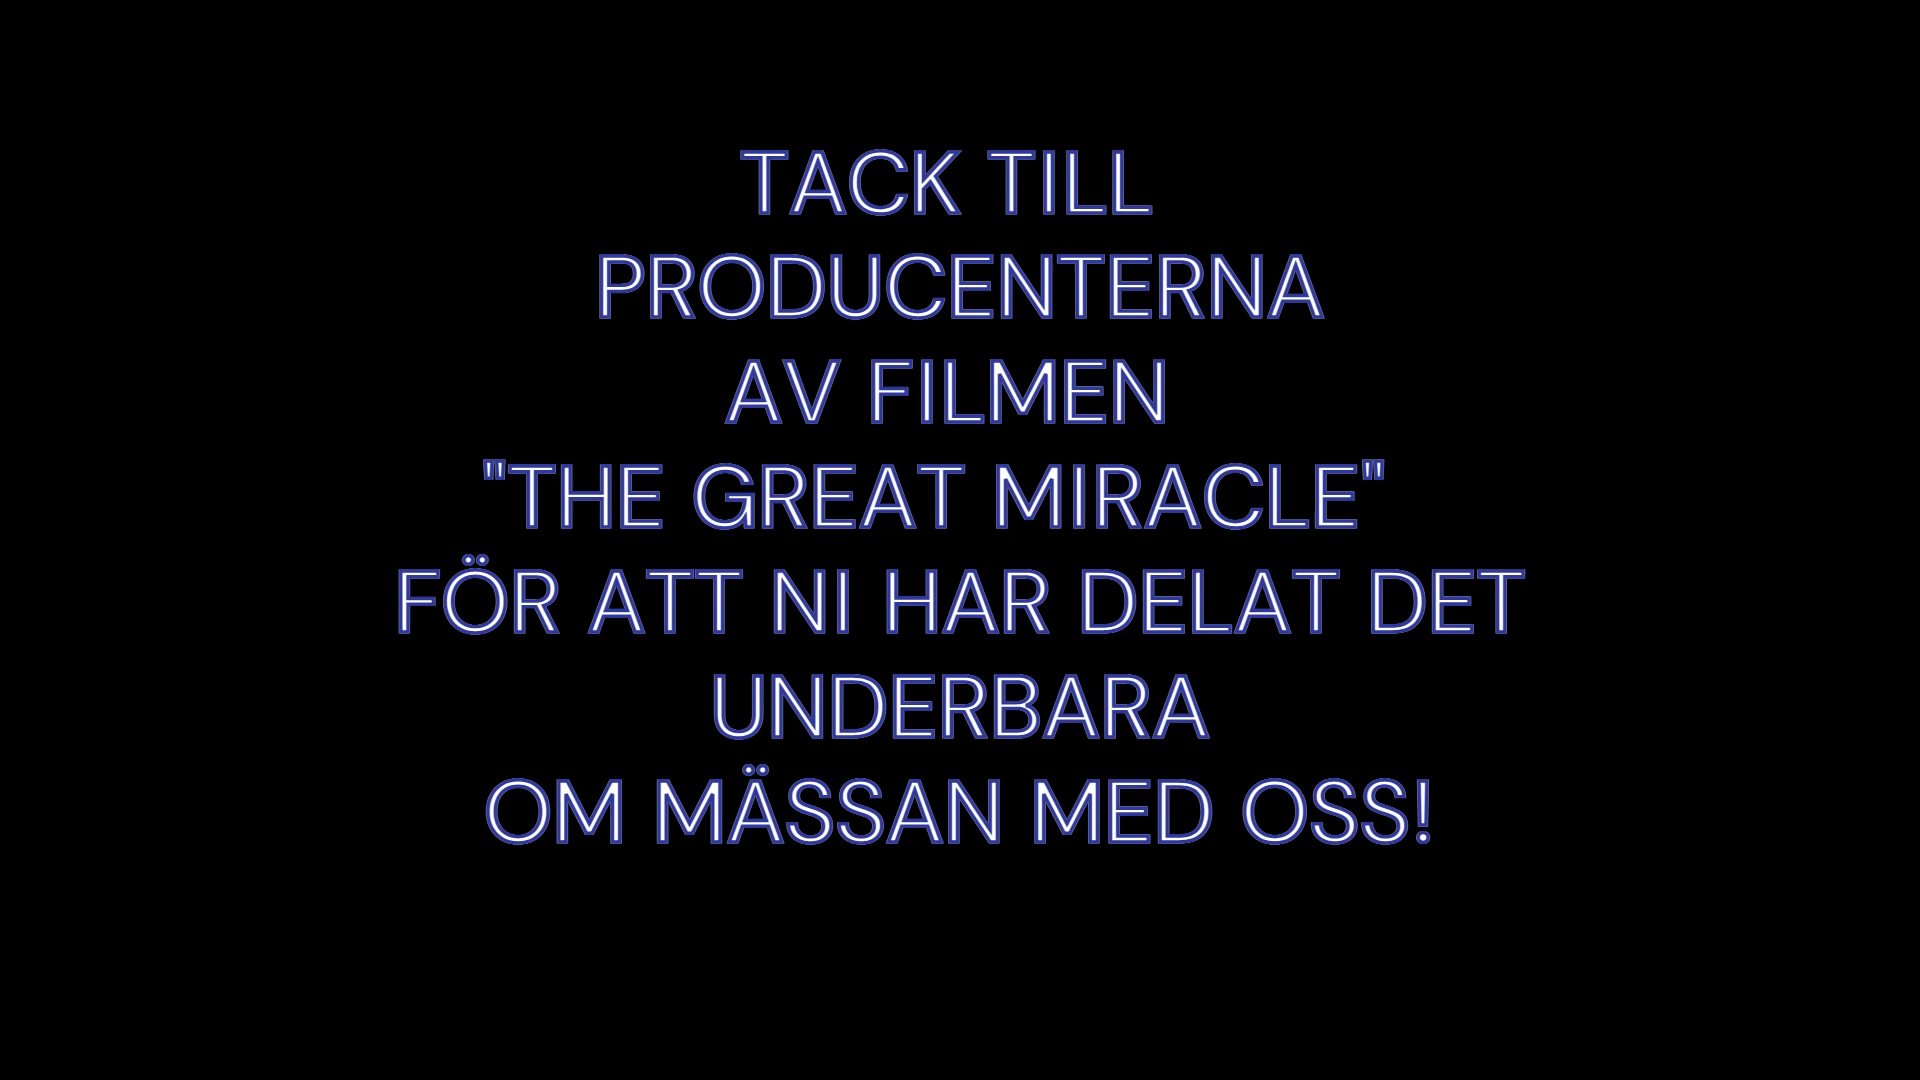 TACK TILL
PRODUCENTERNA
AV FILMEN
"THE GREAT MIRACLE"
FÖR ATT NI HAR DELAT DET
UNDERBARA
OM MÄSSAN MED OSS!